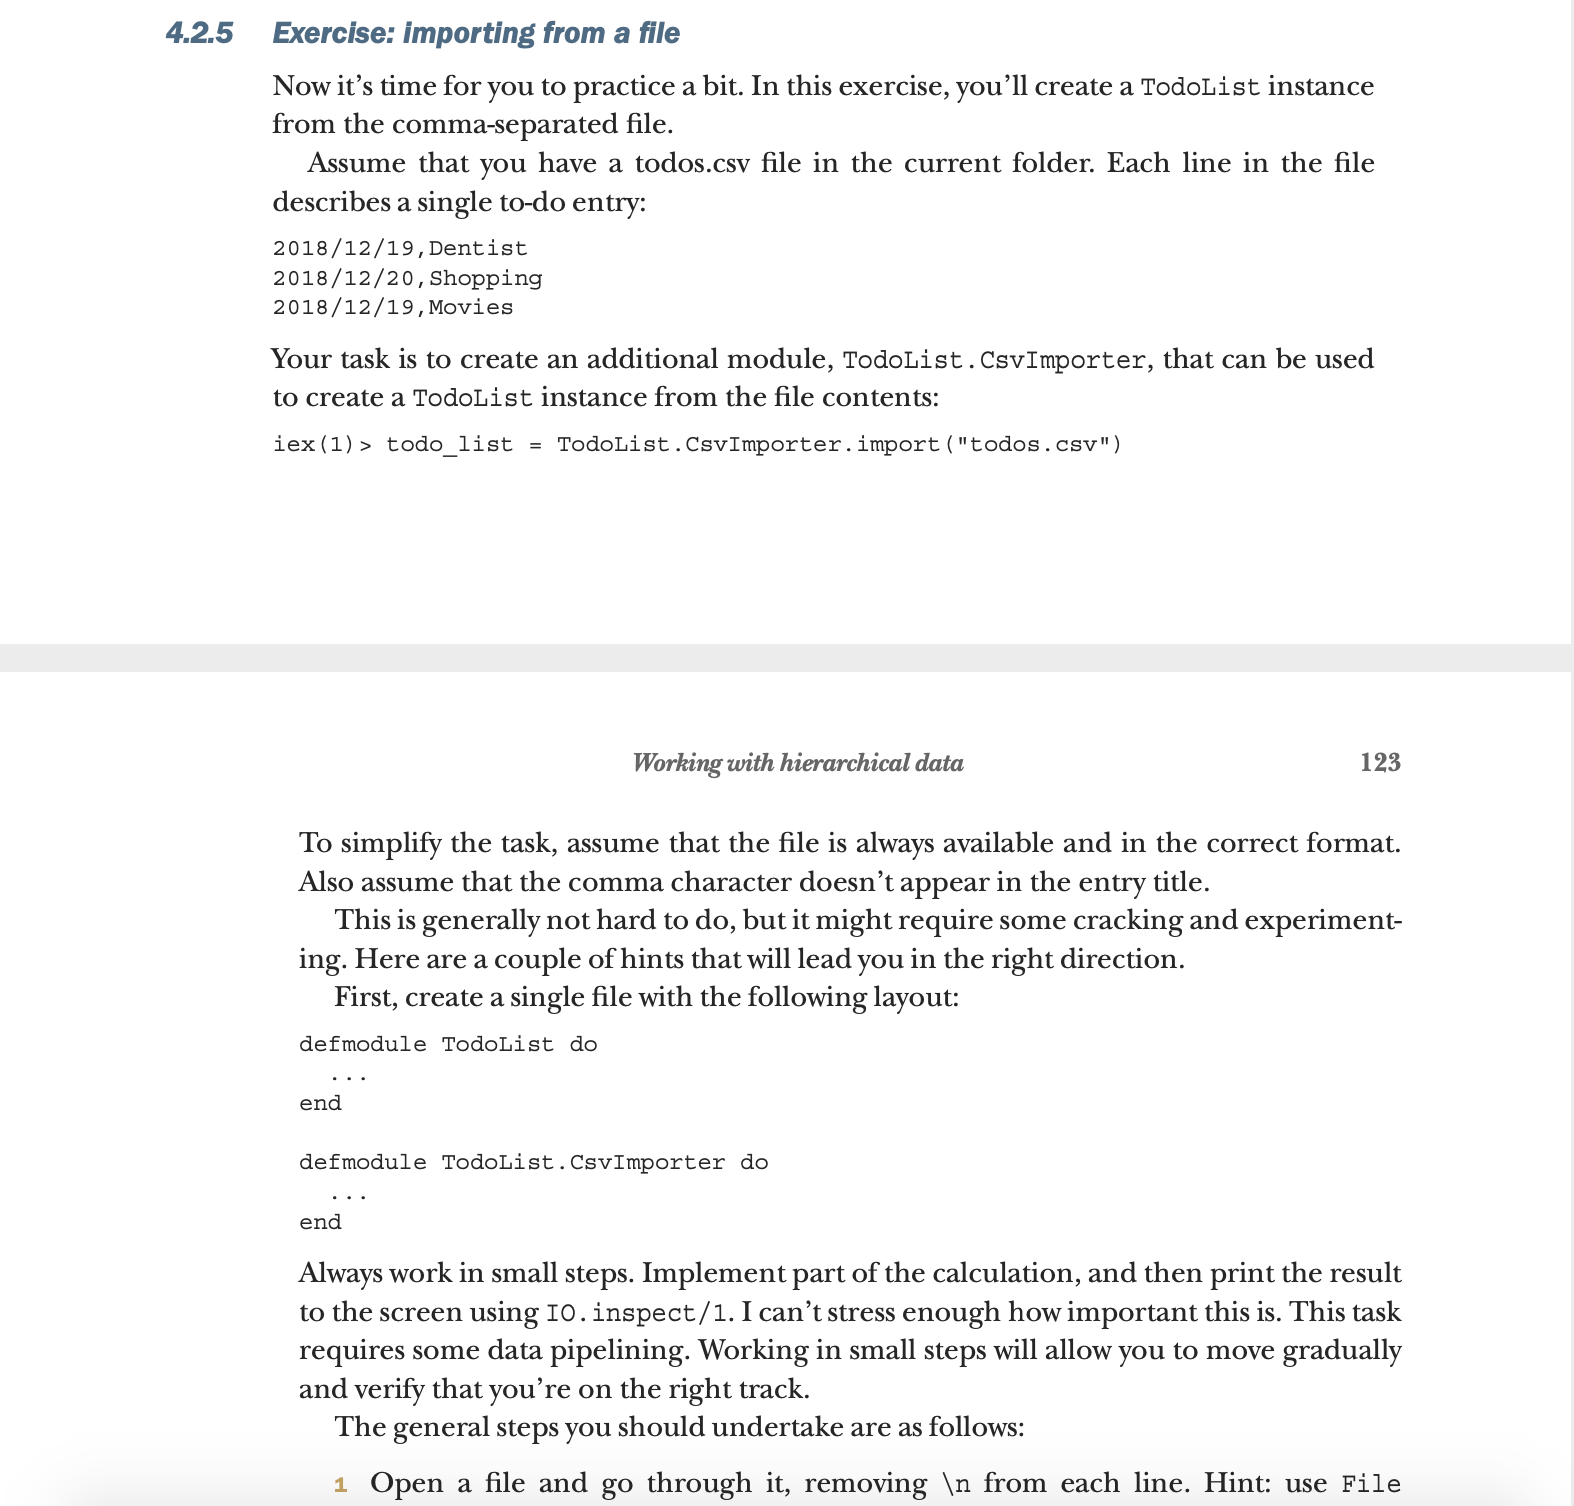 4.2.5 Exercise: importing from a file
Now it’s time for you to practice a bit. In this exercise, you’ll create a TodoList instance
from the comma-separated file.
Assume that you have a todos.csv file in the current folder. Each line in the file
describes a single to-do entry:
2018/12/19,Dentist
2018/12/20,Shopping
2018/12/19,Movies
Your task is to create an additional module, TodoList.CsvImporter, that can be used
to create a TodoList instance from the file contents:
iex(1)> todo_list = TodoList.CsvImporter.import("todos.csv")
Working with hierarchical data 123
To simplify the task, assume that the file is always available and in the correct format.
Also assume that the comma character doesn’t appear in the entry title.
This is generally not hard to do, but it might require some cracking and experiment-
ing. Here are a couple of hints that will lead you in the right direction.
First, create a single file with the following layout:
defmodule TodoList do
...
end
defmodule TodoList.CsvImporter do
...
end
Always work in small steps. Implement part of the calculation, and then print the result
to the screen using IO.inspect/1. I can’t stress enough how important this is. This task
requires some data pipelining. Working in small steps will allow you to move gradually
and verify that you’re on the right track.
The general steps you should undertake are as follows:
1 Open a file and go through it, removing \n from each line. Hint: use File